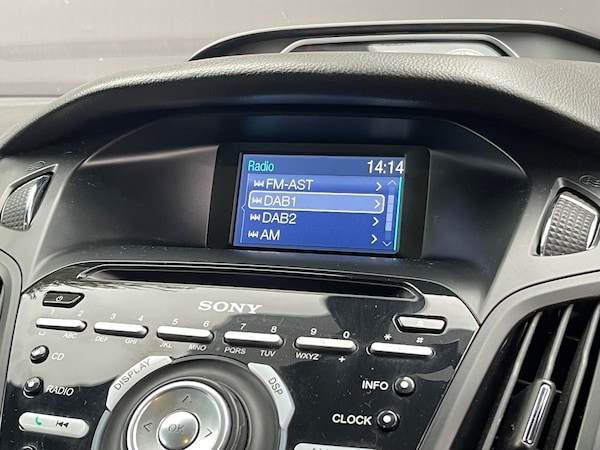 Radio 14:14
FM-AST
DAB1
DAB2
AM
SONY
1 2 3 4 5 6 7 8 9 0 * #
ABC DEF GHI JKL MNO PQRS TUV WXYZ +
CD
RADIO
DISPLAY
DSP
INFO
CLOCK
OK